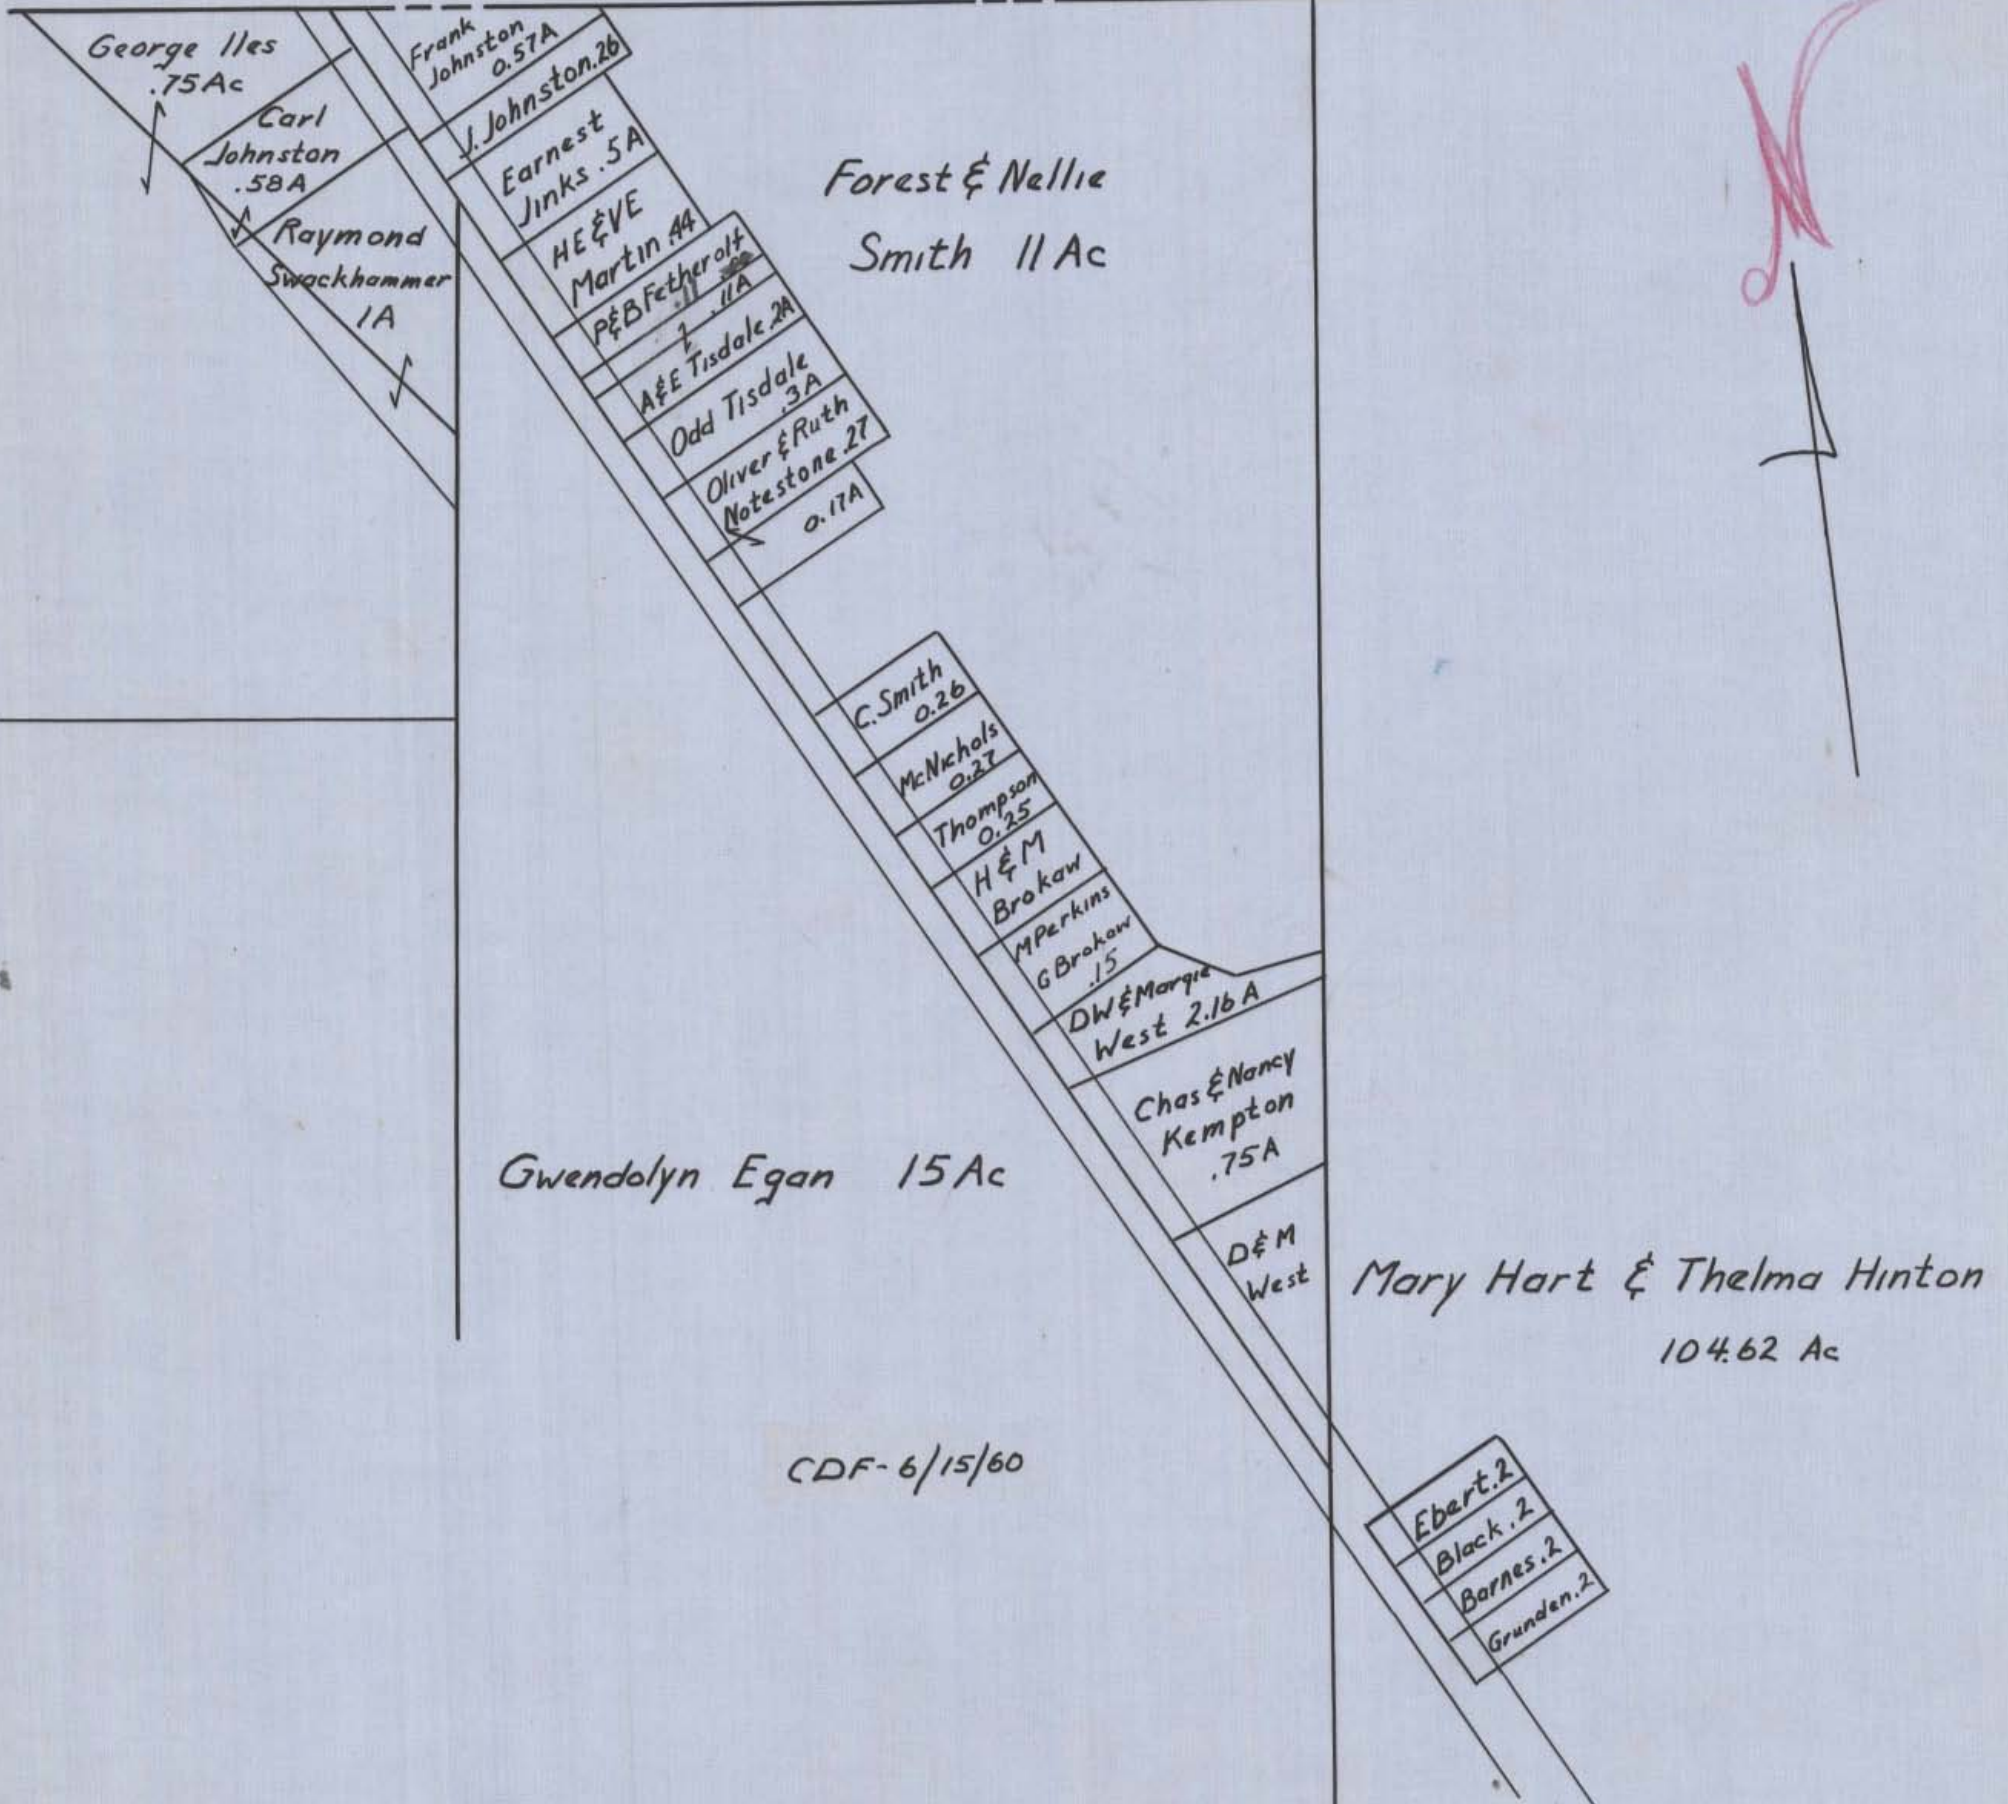 George Iles
.75Ac
Carl
Johnston
.58A
Raymond
Swackhammer
1A
Frank
Johnston
0.57A
J. Johnston .26
Earnest
Jinks .5A
HE & VE
Martin .44
P&B Fetherolf
.11
.11A
A&E Tisdale .2A
Odd Tisdale
.3A
Oliver & Ruth
Notestone .27
0.17A
Forest & Nellie
Smith 11 Ac
N
C. Smith
0.26
McNichols
0.27
Thompson
0.25
H & M
Brokaw
M Perkins
G Brokaw
.15
DW & Margie
West 2.16 A
Chas & Nancy
Kempton
.75A
D & M
West
Gwendolyn Egan 15 Ac
Mary Hart & Thelma Hinton
104.62 Ac
CDF - 6/15/60
Ebert .2
Black .2
Barnes .2
Grunden .2